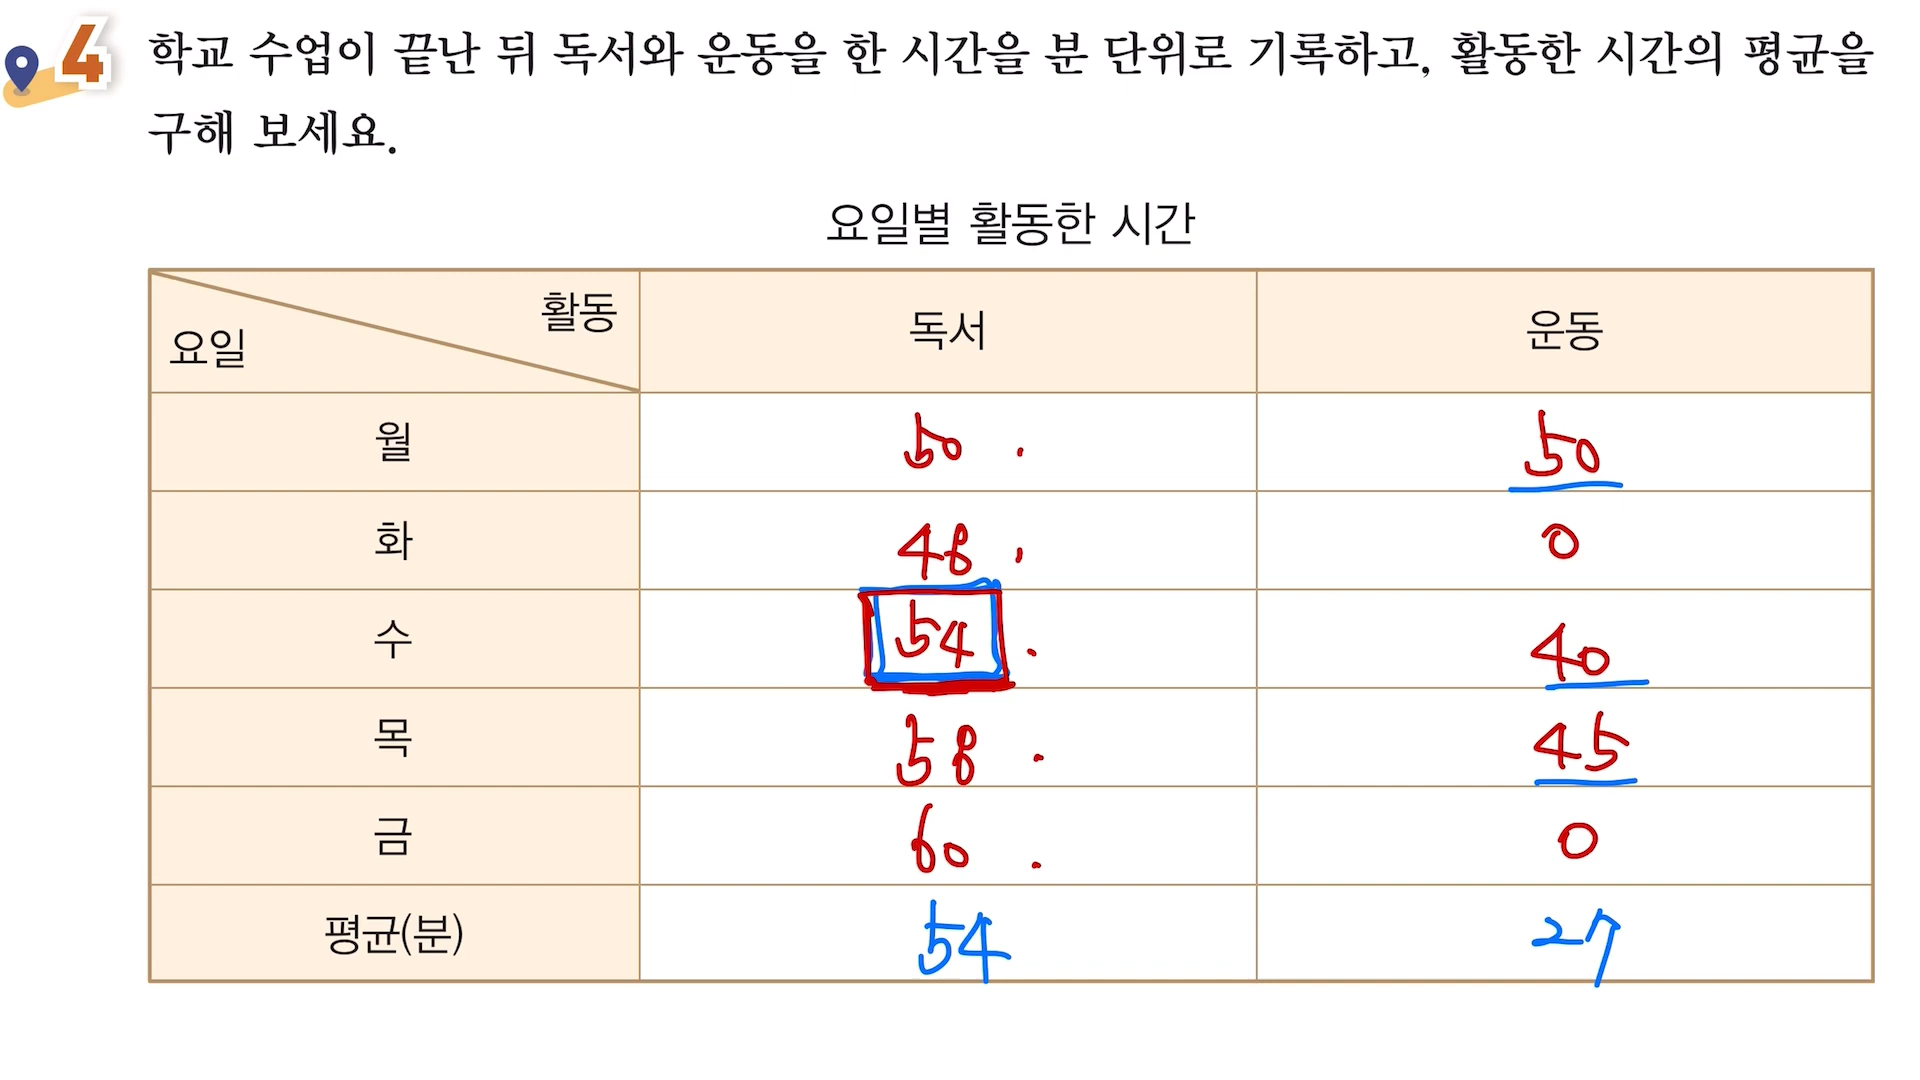 4 학교 수업이 끝난 뒤 독서와 운동을 한 시간을 분 단위로 기록하고, 활동한 시간의 평균을
구해 보세요.
요일별 활동한 시간
요일 활동 독서 운동
월 50 50
화 48 0
수 54 40
목 58 45
금 60 0
평균(분) 54 27